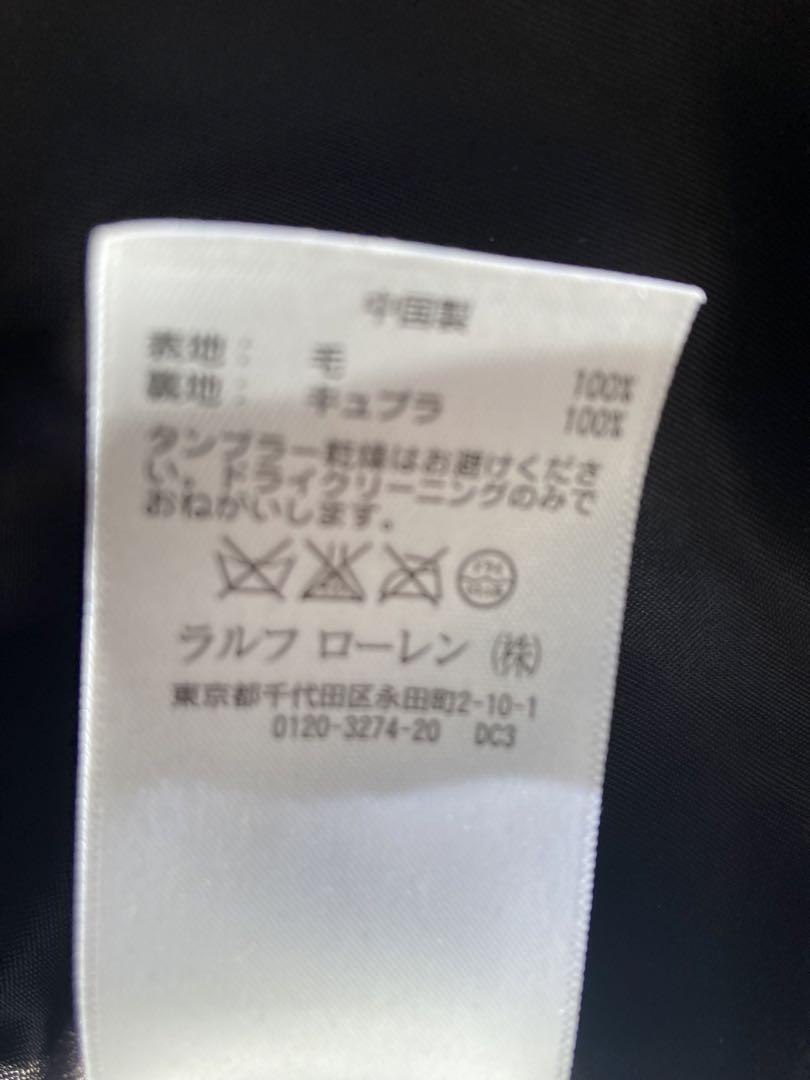 中国製
表地： 毛 100%
裏地： キュプラ 100%
タンブラー乾燥はお避けくださ
い。ドライクリーニングのみで
おねがいします。
ラルフ ローレン (株)
東京都千代田区永田町2-10-1
0120-3274-20 DC3